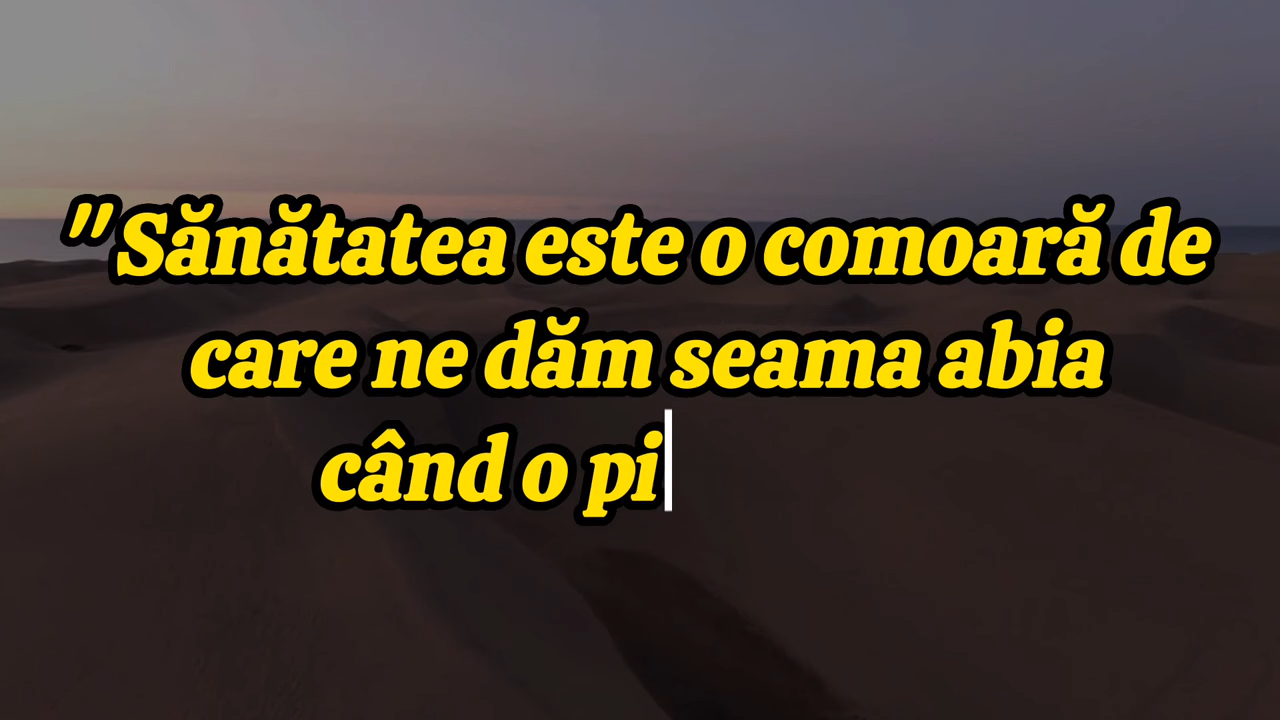 "Sănătatea este o comoară de
care ne dăm seama abia
când o pi